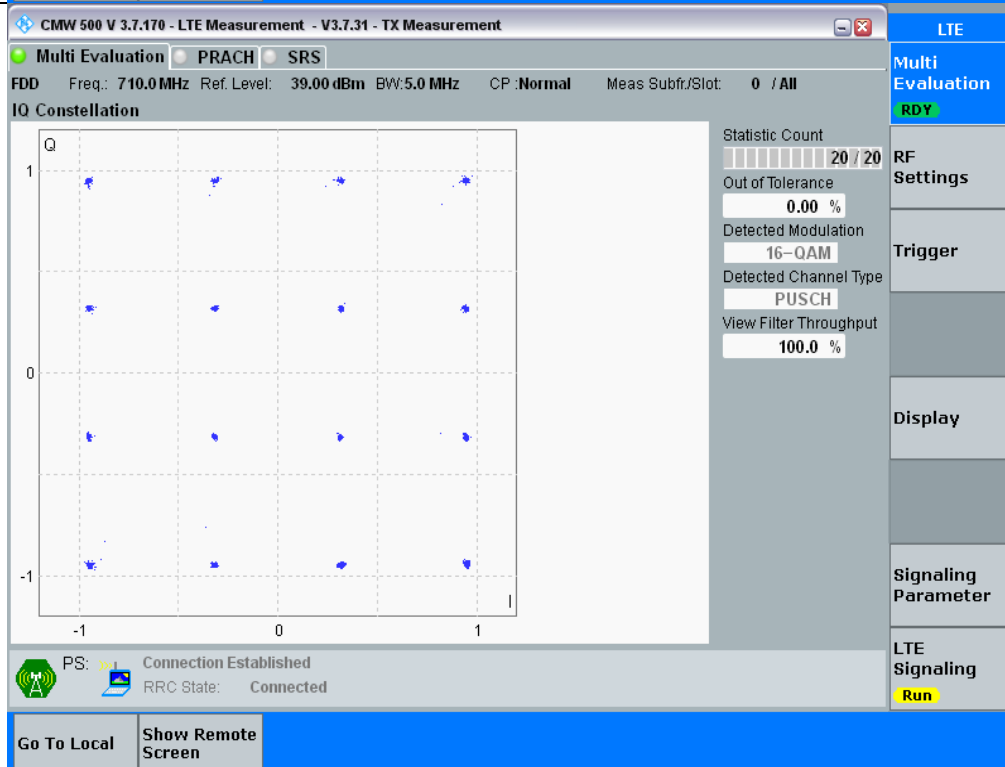 CMW 500 V 3.7.170 - LTE Measurement - V3.7.31 - TX Measurement
LTE
Multi Evaluation PRACH SRS
FDD Freq.: 710.0 MHz Ref. Level: 39.00 dBm BW:5.0 MHz CP :Normal Meas Subfr./Slot: 0 / All
IQ Constellation
Q
1
0
-1
-1 0 1
I
Statistic Count
20 / 20
Out of Tolerance
0.00 %
Detected Modulation
16-QAM
Detected Channel Type
PUSCH
View Filter Throughput
100.0 %
Multi
Evaluation
RDY
RF
Settings
Trigger
Display
Signaling
Parameter
LTE
Signaling
Run
PS: Connection Established
RRC State: Connected
Go To Local
Show Remote
Screen